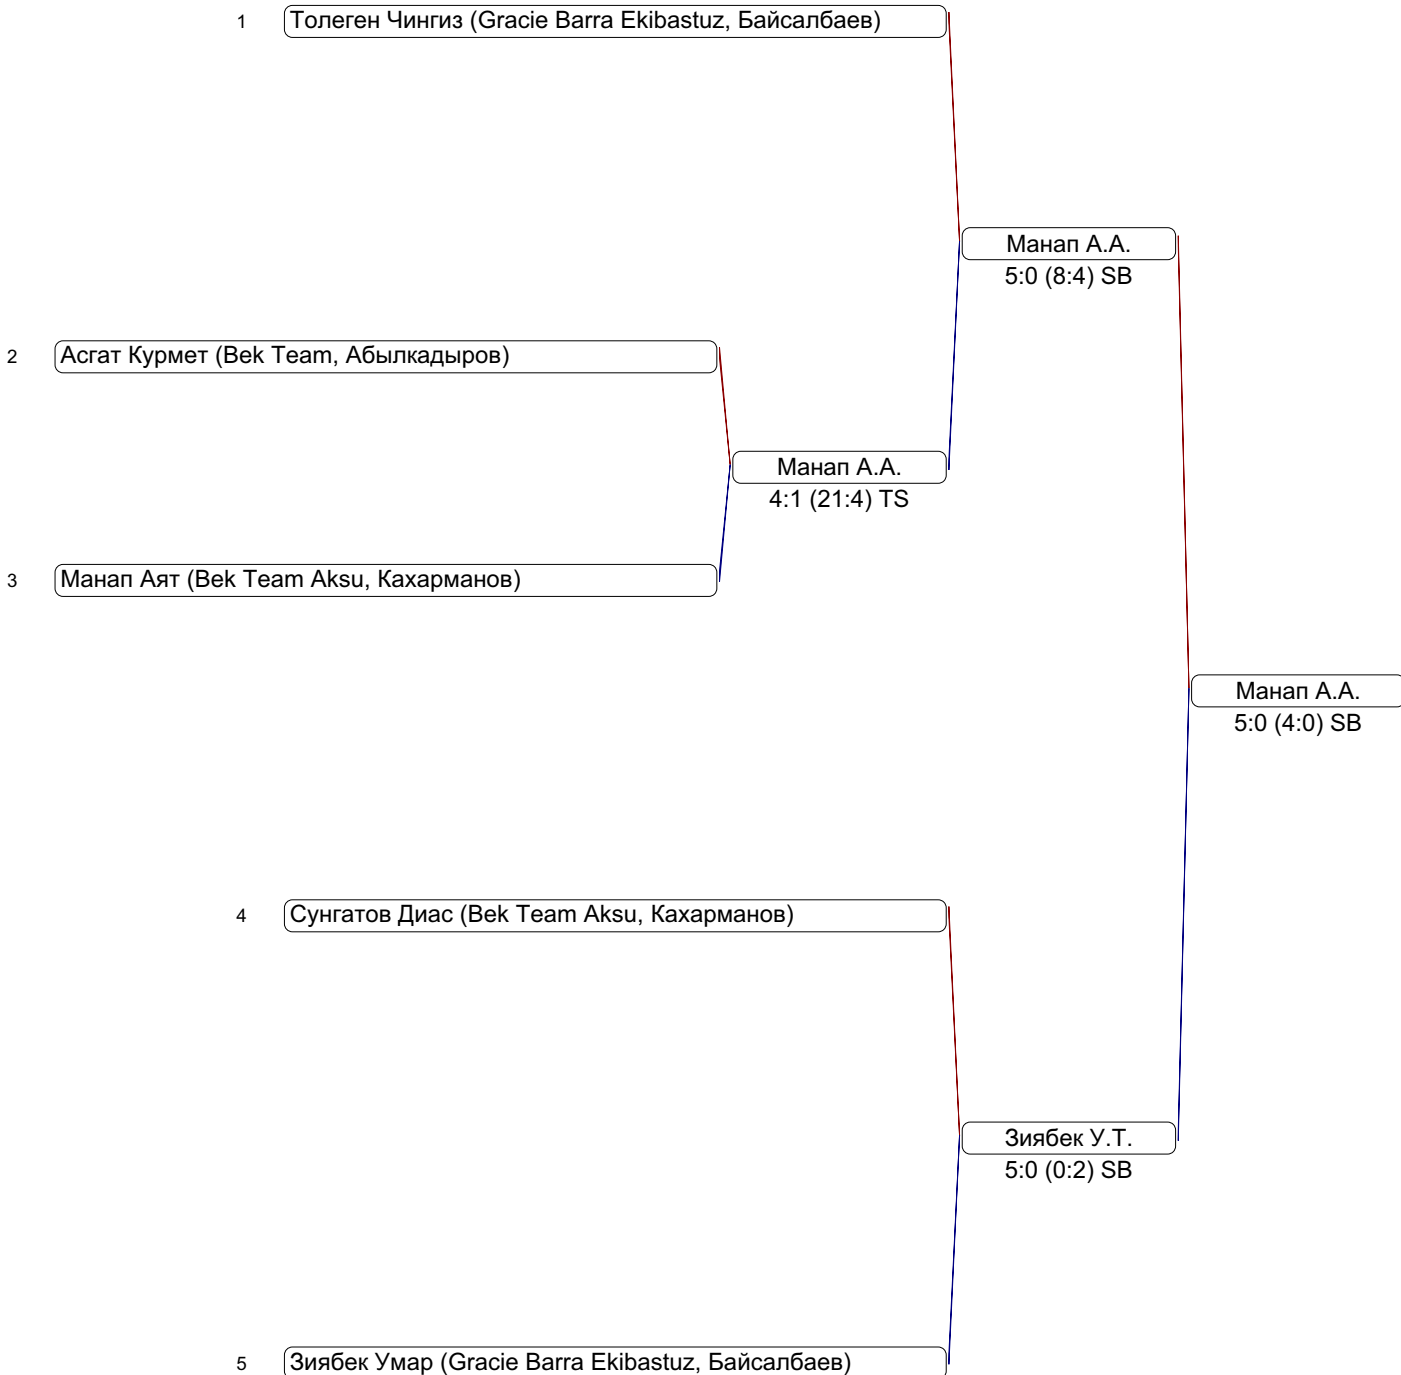 1 Толеген Чингиз (Gracie Barra Ekibastuz, Байсалбаев)
Манап А.А.
5:0 (8:4) SB
2 Асгат Курмет (Bek Team, Абылкадыров)
Манап А.А.
4:1 (21:4) TS
3 Манап Аят (Bek Team Aksu, Кахарманов)
Манап А.А.
5:0 (4:0) SB
4 Сунгатов Диас (Bek Team Aksu, Кахарманов)
Зиябек У.Т.
5:0 (0:2) SB
5 Зиябек Умар (Gracie Barra Ekibastuz, Байсалбаев)